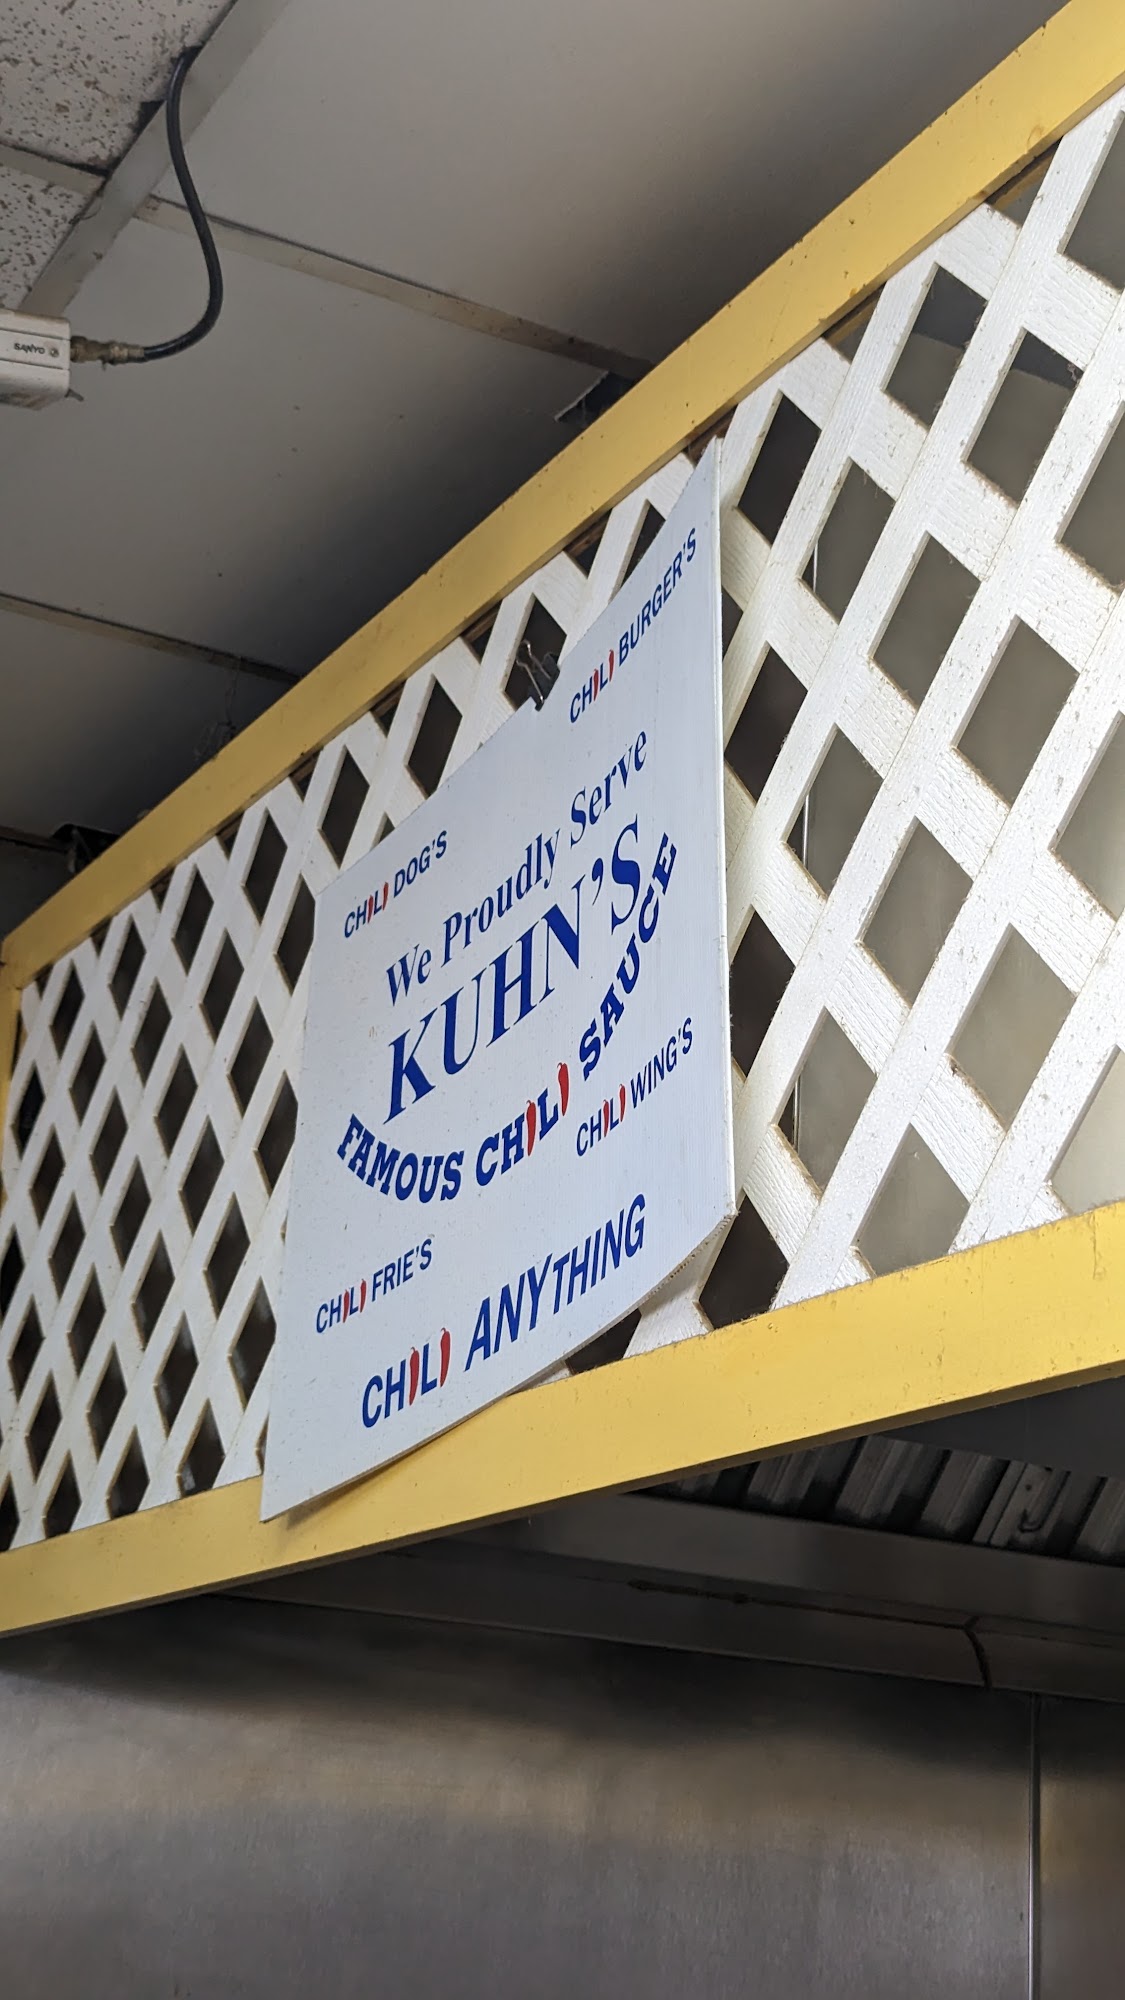 SANYO
CHILI DOG'S
CHILI BURGER'S
We Proudly Serve
KUHN'S
FAMOUS CHILI SAUCE
CHILI FRIE'S
CHILI WING'S
CHILI ANYTHING